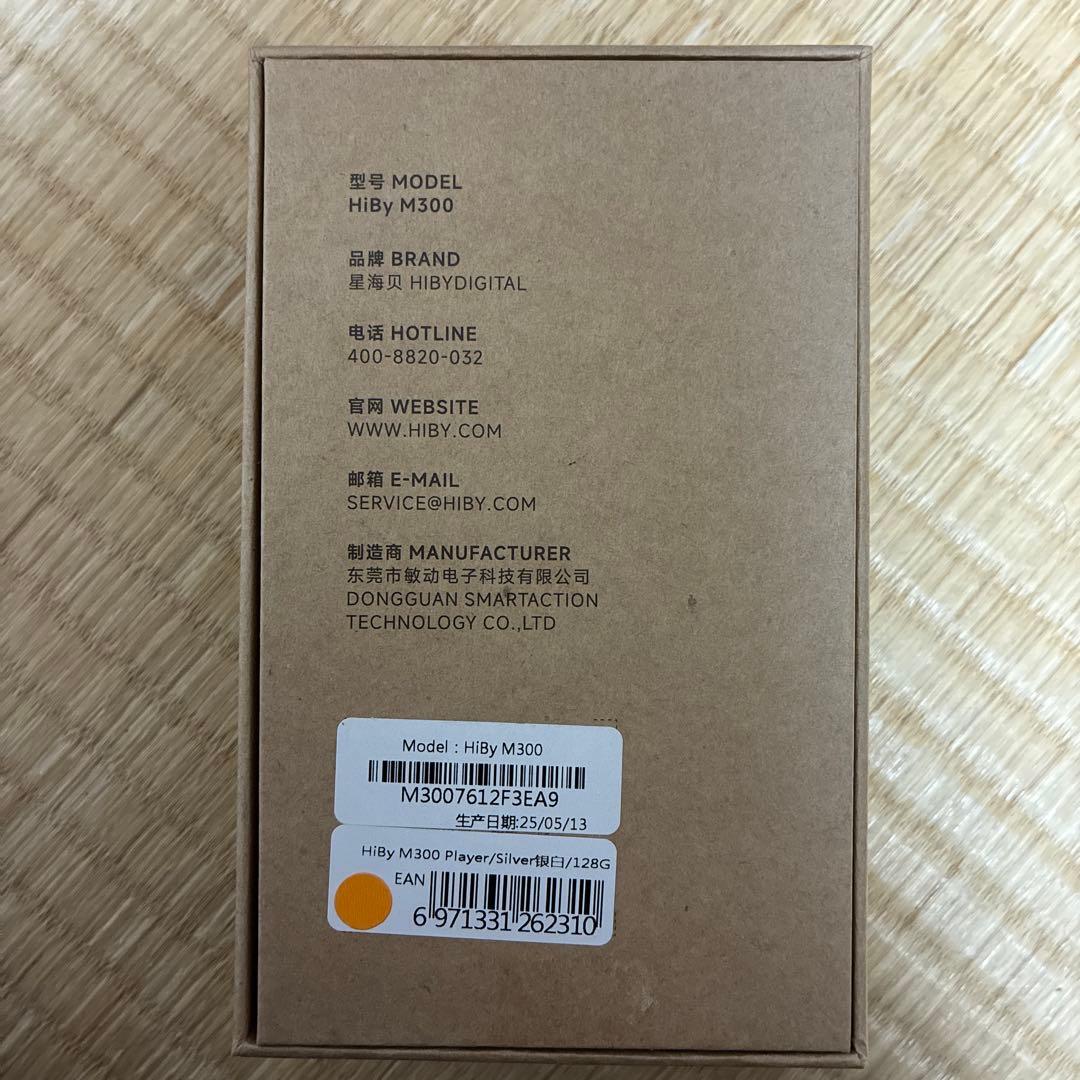 型号 MODEL
HiBy M300
品牌 BRAND
星海贝 HIBYDIGITAL
电话 HOTLINE
400-8820-032
官网 WEBSITE
WWW.HIBY.COM
邮箱 E-MAIL
SERVICE@HIBY.COM
制造商 MANUFACTURER
东莞市敏动电子科技有限公司
DONGGUAN SMARTACTION
TECHNOLOGY CO.,LTD
Model : HiBy M300
M3007612F3EA9
生产日期:25/05/13
HiBy M300 Player/Silver银白/128G
EAN
6 971331 262310